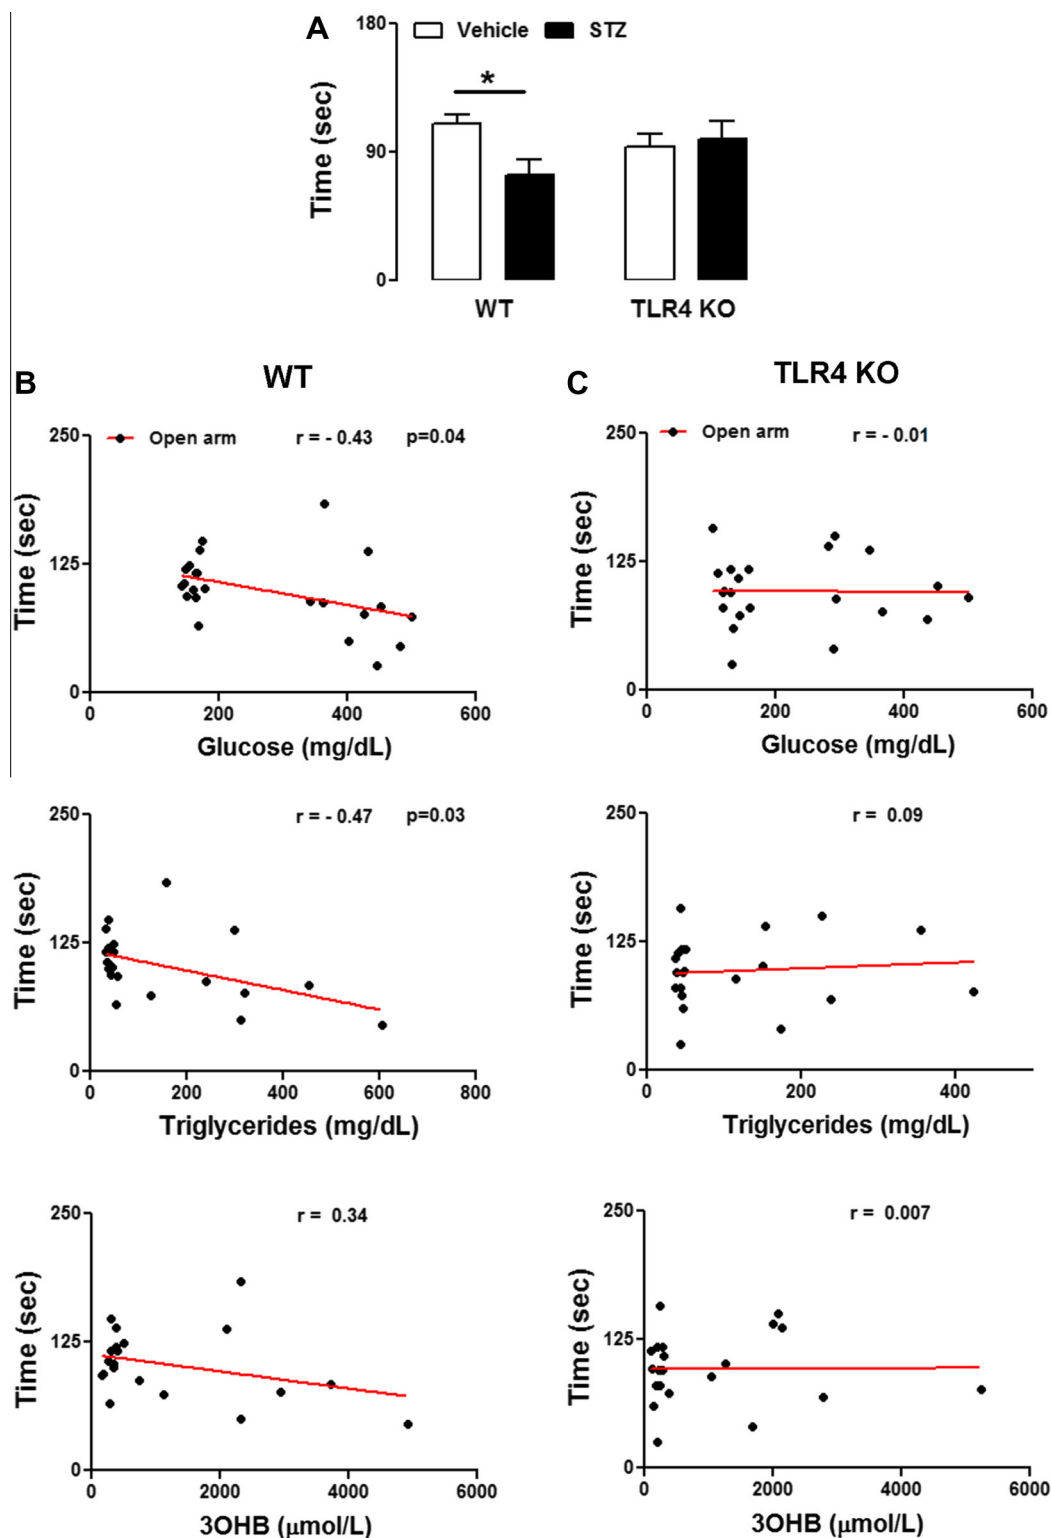 A
Vehicle STZ
180
90
0
Time (sec)
*
WT TLR4 KO
B WT
Open arm r = - 0.43 p=0.04
250
125
0
Time (sec)
0 200 400 600
Glucose (mg/dL)
C TLR4 KO
Open arm r = - 0.01
250
125
0
Time (sec)
0 200 400 600
Glucose (mg/dL)
r = - 0.47 p=0.03
250
125
0
Time (sec)
0 200 400 600 800
Triglycerides (mg/dL)
r = 0.09
250
125
0
Time (sec)
0 200 400
Triglycerides (mg/dL)
r = 0.34
250
125
0
Time (sec)
0 2000 4000 6000
3OHB (μmol/L)
r = 0.007
250
125
0
Time (sec)
0 2000 4000 6000
3OHB (μmol/L)